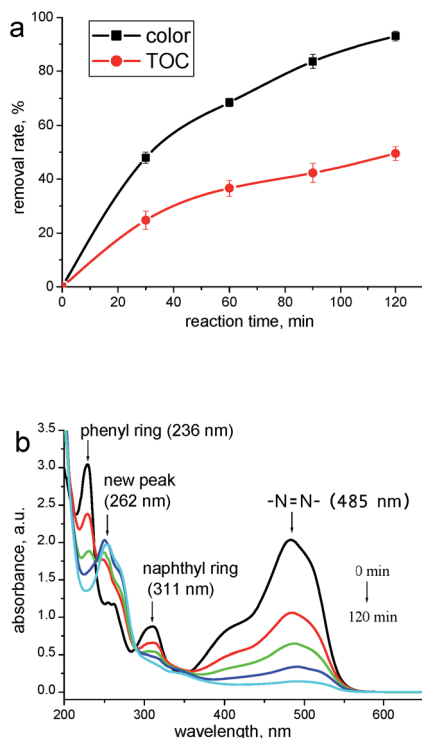 a
color
TOC
removal rate, %
100
80
60
40
20
0
0 20 40 60 80 100 120
reaction time, min
b
phenyl ring (236 nm)
new peak
(262 nm)
-N=N- (485 nm)
naphthyl ring
(311 nm)
0 min
120 min
absorbance, a.u.
3.5
3.0
2.5
2.0
1.5
1.0
0.5
0.0
200 300 400 500 600
wavelength, nm